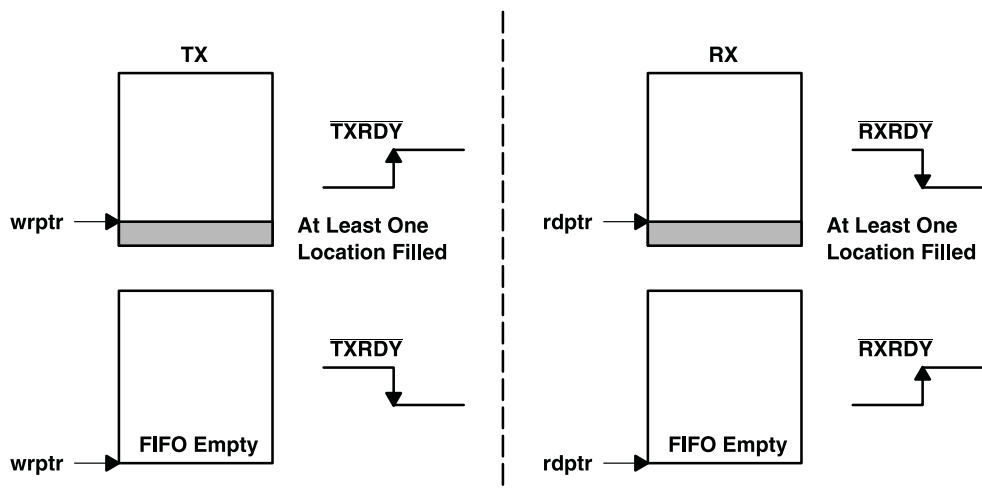 TX
TXRDY
wrptr
At Least One
Location Filled
TXRDY
FIFO Empty
wrptr
RX
RXRDY
rdptr
At Least One
Location Filled
RXRDY
FIFO Empty
rdptr